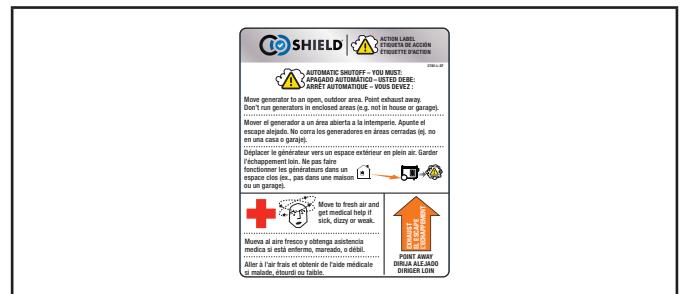 CO SHIELD
ACTION LABEL
ETIQUETA DE ACCIÓN
ÉTIQUETTE D'ACTION
AUTOMATIC SHUTOFF – YOU MUST:
APAGADO AUTOMÁTICO – USTED DEBE:
ARRÊT AUTOMATIQUE – VOUS DEVEZ :
Move generator to an open, outdoor area. Point exhaust away.
Don't run generators in enclosed areas (e.g. not in house or garage).
Mover el generador a un área abierta a la intemperie. Apunte el
escape alejado. No corra los generadores en áreas cerradas (ej. no
en una casa o garaje).
Déplacer le générateur vers un espace extérieur en plein air. Garder
l'échappement loin. Ne pas faire
fonctionner les générateurs dans un
espace clos (ex., pas dans une maison
ou un garage).
Move to fresh air and
get medical help if
sick, dizzy or weak.
Mueva al aire fresco y obtenga asistencia
medica si está enfermo, mareado, o débil.
Aller à l'air frais et obtenir de l'aide médicale
si malade, étourdi ou faible.
EXHAUST
EL ESCAPE
L'ÉCHAPPEMENT
POINT AWAY
DIRIJA ALEJADO
DIRIGER LOIN